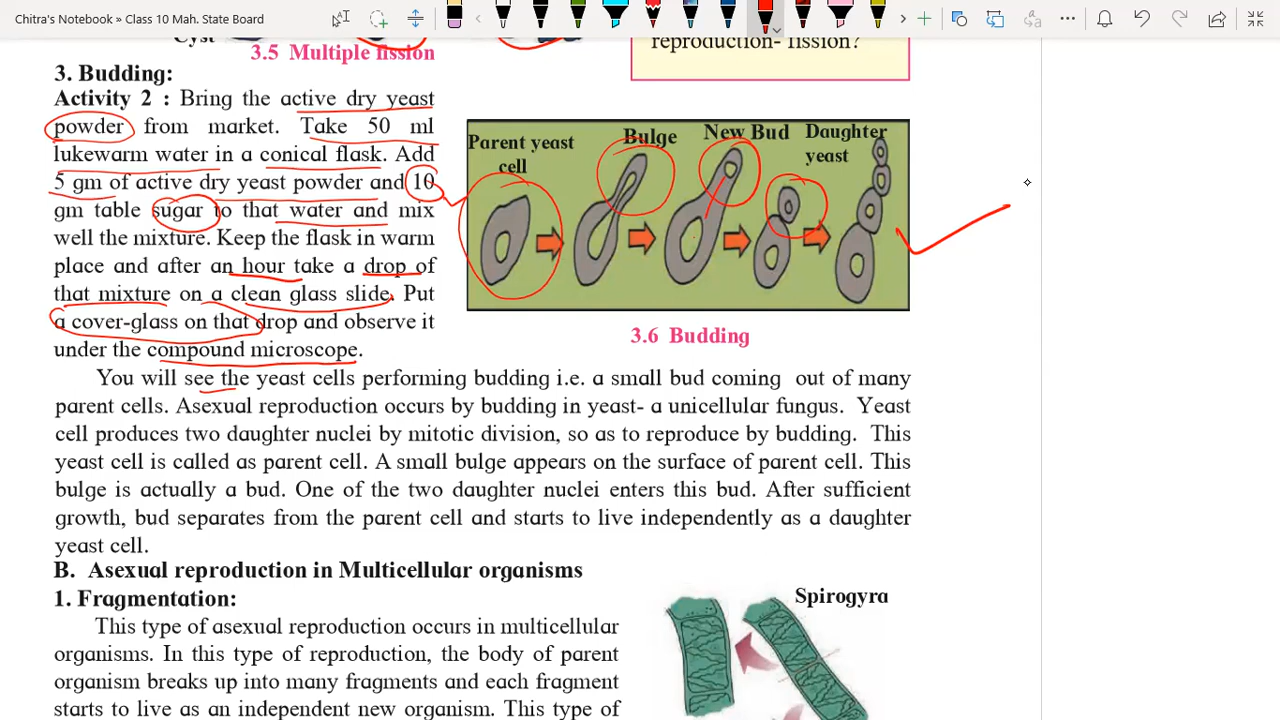 Chitra's Notebook » Class 10 Mah. State Board
Cyst
3.5 Multiple fission
reproduction- fission?
3. Budding:
Activity 2 : Bring the active dry yeast
powder from market. Take 50 ml
lukewarm water in a conical flask. Add
5 gm of active dry yeast powder and 10
gm table sugar to that water and mix
well the mixture. Keep the flask in warm
place and after an hour take a drop of
that mixture on a clean glass slide. Put
a cover-glass on that drop and observe it
under the compound microscope.
Parent yeast
cell
Bulge
New Bud
Daughter
yeast
3.6 Budding
You will see the yeast cells performing budding i.e. a small bud coming out of many
parent cells. Asexual reproduction occurs by budding in yeast- a unicellular fungus. Yeast
cell produces two daughter nuclei by mitotic division, so as to reproduce by budding. This
yeast cell is called as parent cell. A small bulge appears on the surface of parent cell. This
bulge is actually a bud. One of the two daughter nuclei enters this bud. After sufficient
growth, bud separates from the parent cell and starts to live independently as a daughter
yeast cell.
B. Asexual reproduction in Multicellular organisms
1. Fragmentation:
This type of asexual reproduction occurs in multicellular
organisms. In this type of reproduction, the body of parent
organism breaks up into many fragments and each fragment
starts to live as an independent new organism. This type of
Spirogyra